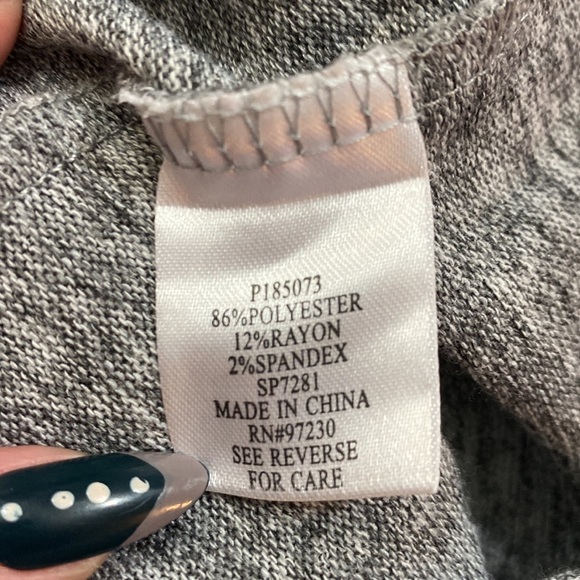 P185073
86%POLYESTER
12%RAYON
2%SPANDEX
SP7281
MADE IN CHINA
RN#97230
SEE REVERSE
FOR CARE